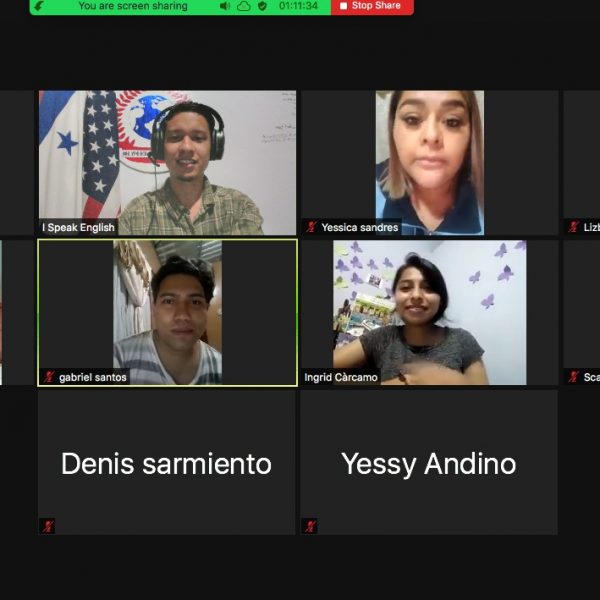 You are screen sharing
01:11:34
Stop Share
I Speak English
Yessica sandres
Lizb
gabriel santos
Ingrid Càrcamo
Sca
Denis sarmiento
Yessy Andino